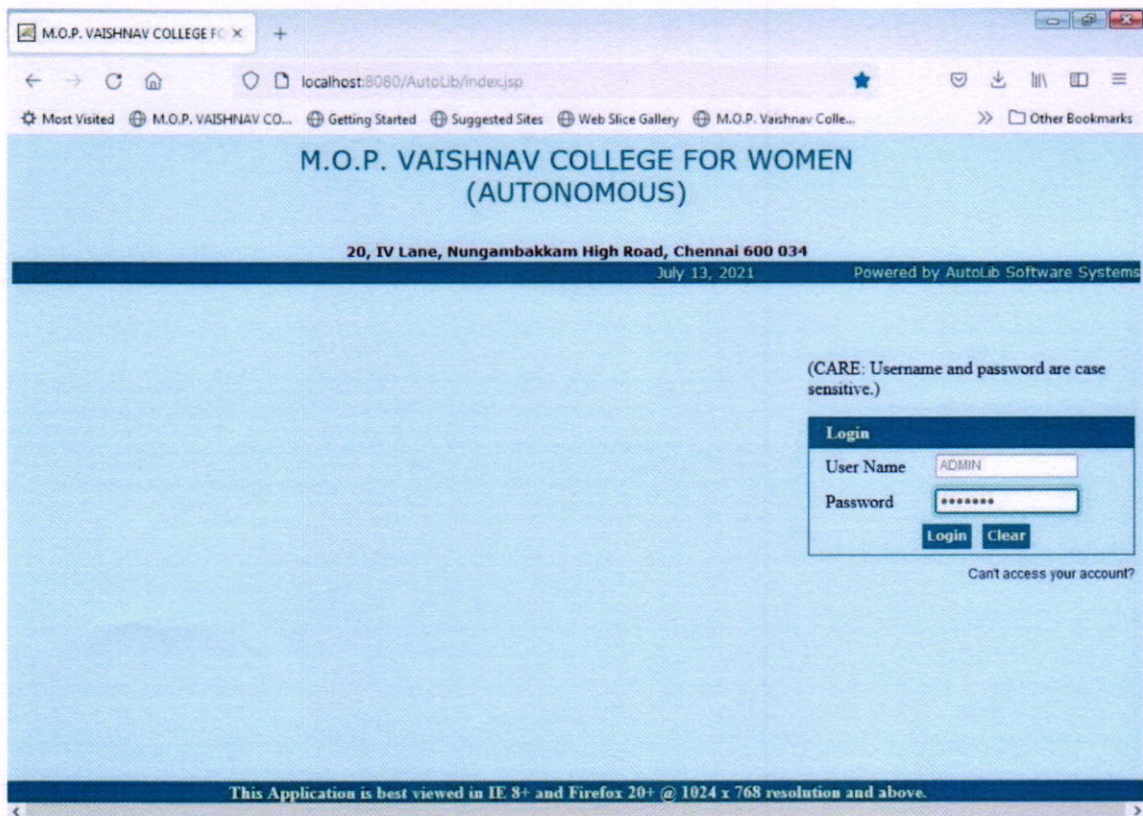 M.O.P. VAISHNAV COLLEGE FO
localhost:8080/AutoLib/index.jsp
Most Visited M.O.P. VAISHNAV CO... Getting Started Suggested Sites Web Slice Gallery M.O.P. Vaishnav Colle... Other Bookmarks
M.O.P. VAISHNAV COLLEGE FOR WOMEN
(AUTONOMOUS)
20, IV Lane, Nungambakkam High Road, Chennai 600 034
July 13, 2021 Powered by AutoLib Software Systems
(CARE: Username and password are case
sensitive.)
Login
User Name ADMIN
Password
Login Clear
Can't access your account?
This Application is best viewed in IE 8+ and Firefox 20+ @ 1024 x 768 resolution and above.